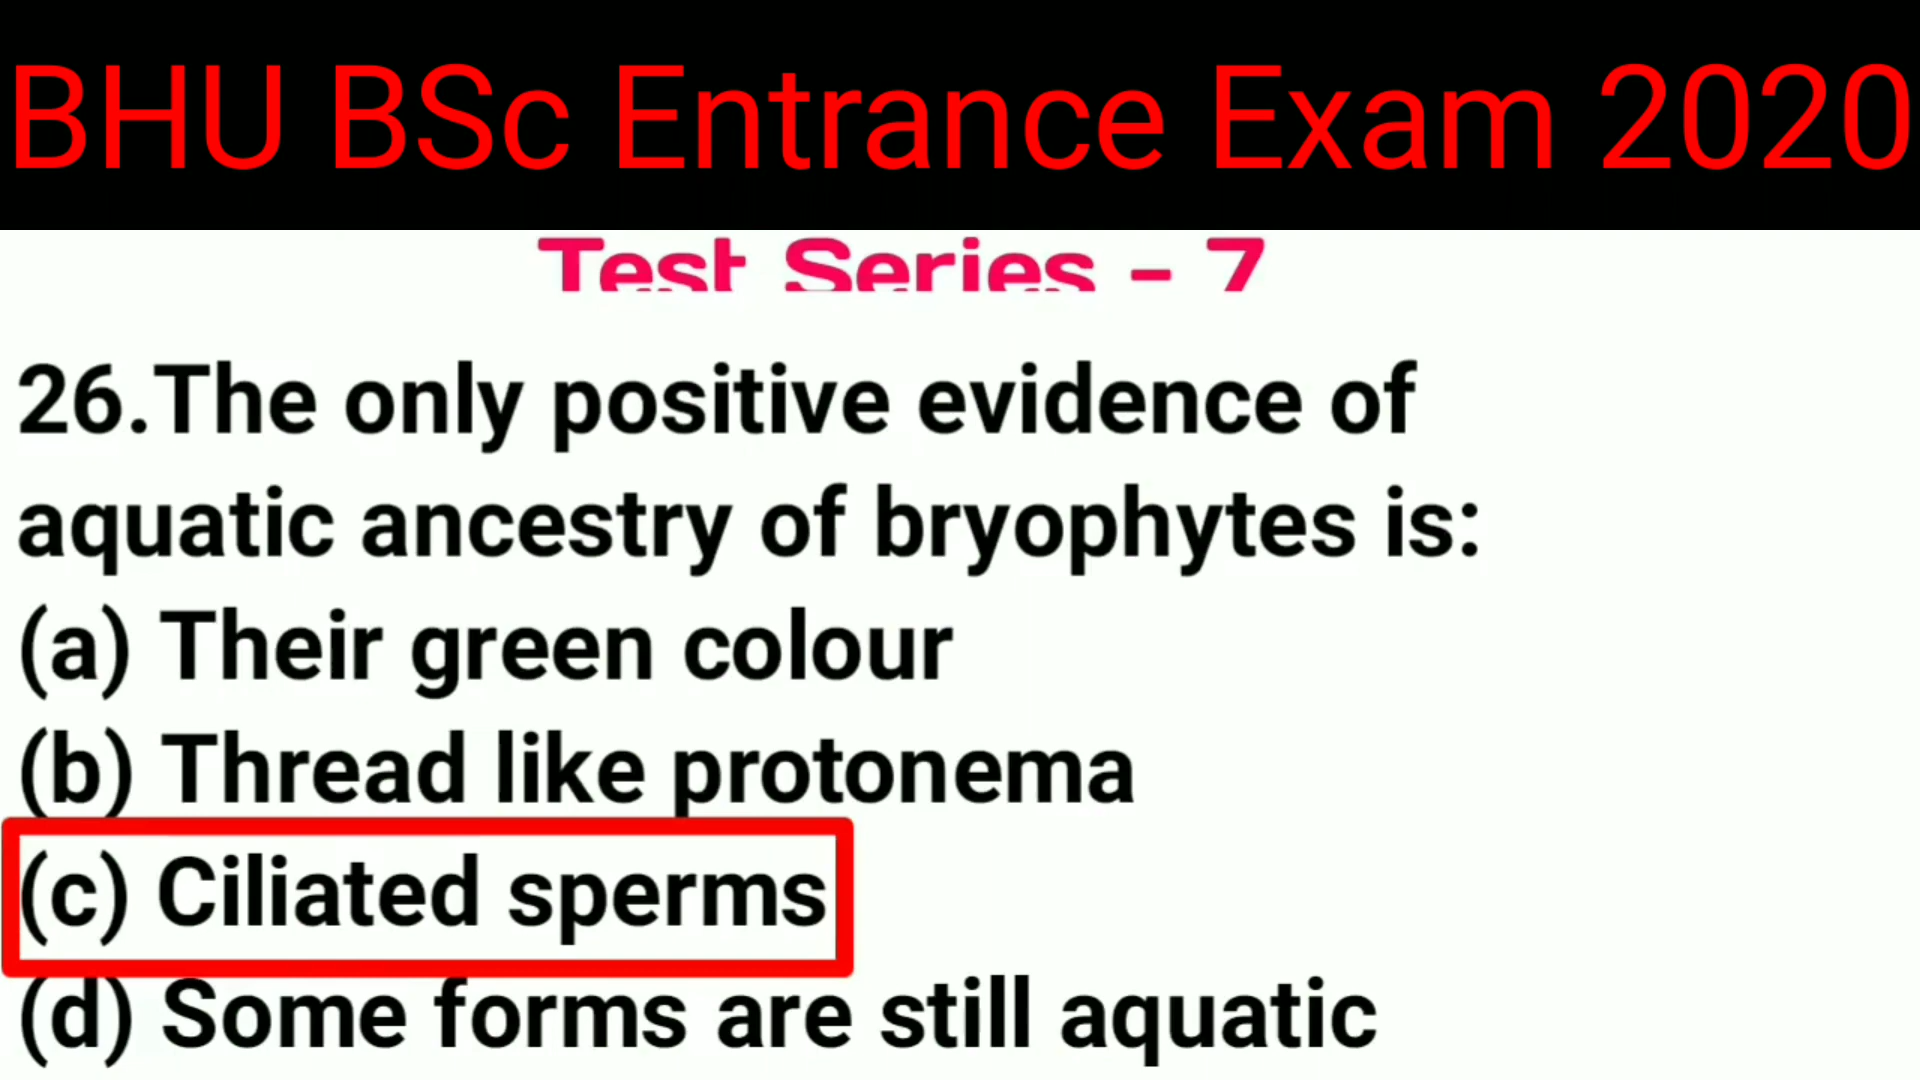 BHU BSc Entrance Exam 2020
Test Series - 7
26.The only positive evidence of
aquatic ancestry of bryophytes is:
(a) Their green colour
(b) Thread like protonema
(c) Ciliated sperms
(d) Some forms are still aquatic